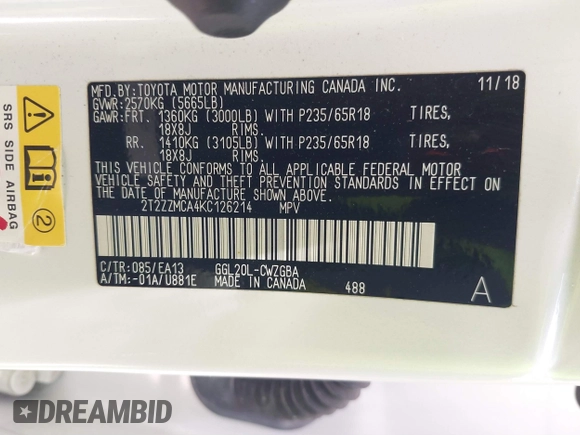 MFD.BY:TOYOTA MOTOR MANUFACTURING CANADA INC. 11/18
GVWR:2570KG (5665LB)
GAWR:FRT. 1360KG (3000LB) WITH P235/65R18 TIRES,
18X8J RIMS.
RR. 1410KG (3105LB) WITH P235/65R18 TIRES,
18X8J RIMS.
THIS VEHICLE CONFORMS TO ALL APPLICABLE FEDERAL MOTOR
VEHICLE SAFETY AND THEFT PREVENTION STANDARDS IN EFFECT ON
THE DATE OF MANUFACTURE SHOWN ABOVE.
2T2ZZMCA4KC126214 MPV
C/TR:085/EA13 GGL20L-CWZGBA
A/TM:-01A/U881E MADE IN CANADA 488 A
SRS SIDE AIRBAG
2
DREAMBID